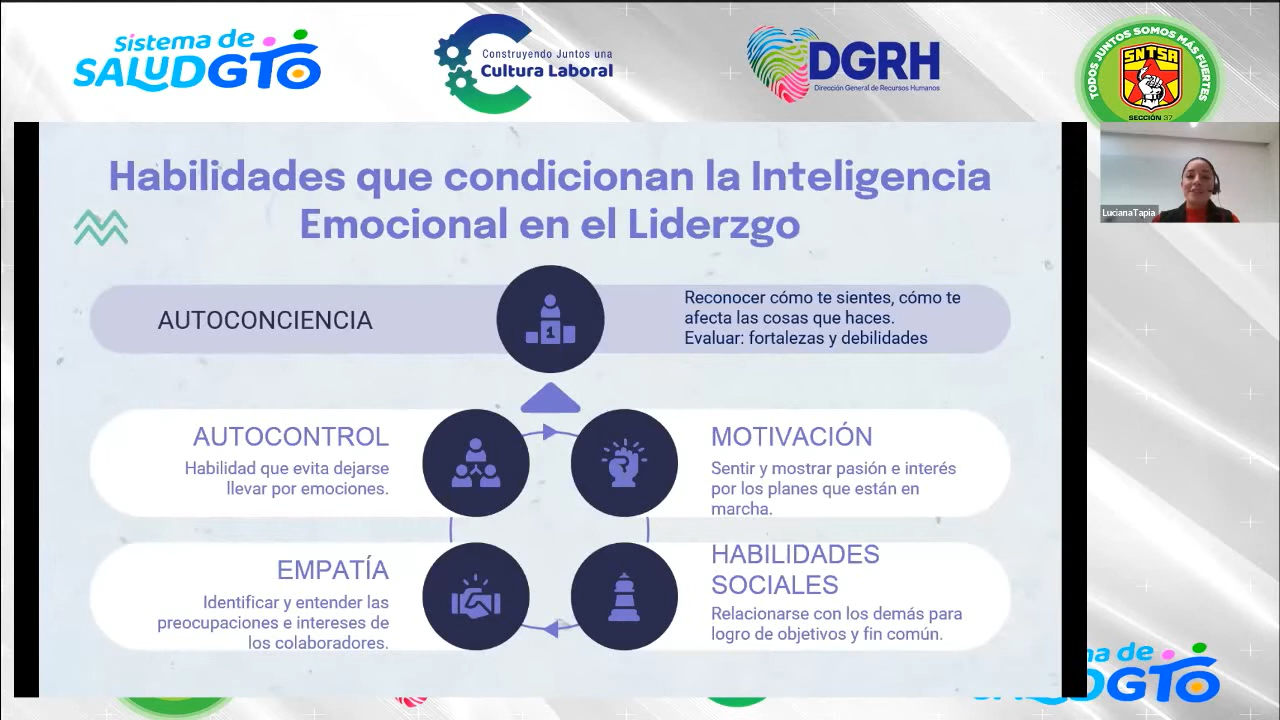 Sistema de
SALUDGTO
Construyendo Juntos una
Cultura Laboral
DGRH
Dirección General de Recursos Humanos
TODOS JUNTOS SOMOS MÁS FUERTES
SNTSA
SECCIÓN 37
LucianaTapia
Habilidades que condicionan la Inteligencia
Emocional en el Liderzgo
AUTOCONCIENCIA
1
Reconocer cómo te sientes, cómo te
afecta las cosas que haces.
Evaluar: fortalezas y debilidades
AUTOCONTROL
Habilidad que evita dejarse
llevar por emociones.
MOTIVACIÓN
Sentir y mostrar pasión e interés
por los planes que están en
marcha.
EMPATÍA
Identificar y entender las
preocupaciones e intereses de
los colaboradores.
HABILIDADES
SOCIALES
Relacionarse con los demás para
logro de objetivos y fin común.
ma de
DGTO